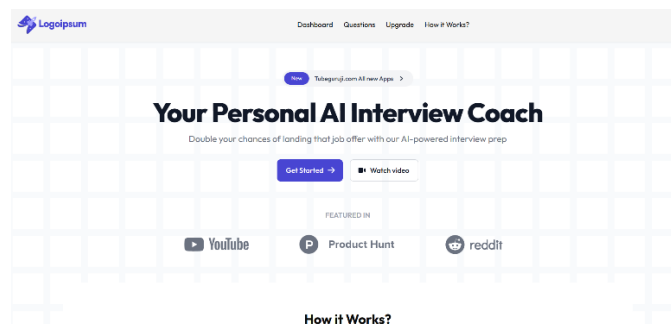 Logoipsum
Dashboard Questions Upgrade How it Works?
New Tubeguruji.com All new Apps
Your Personal AI Interview Coach
Double your chances of landing that job offer with our AI-powered interview prep
Get Started Watch video
FEATURED IN
YouTube Product Hunt reddit
How it Works?